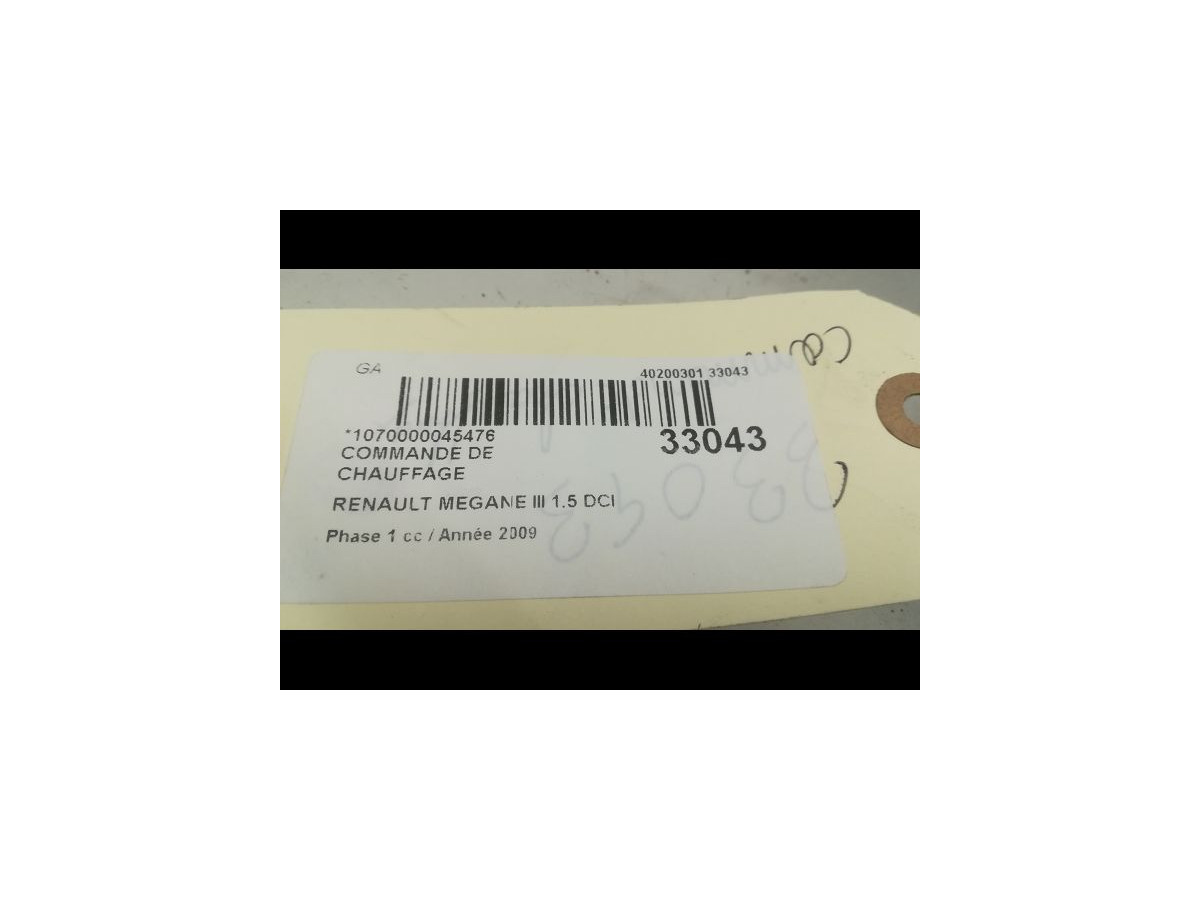 GA
40200301 33043
*1070000045476
33043
COMMANDE DE
CHAUFFAGE
RENAULT MEGANE III 1.5 DCI
Phase 1 cc / Année 2009
33043